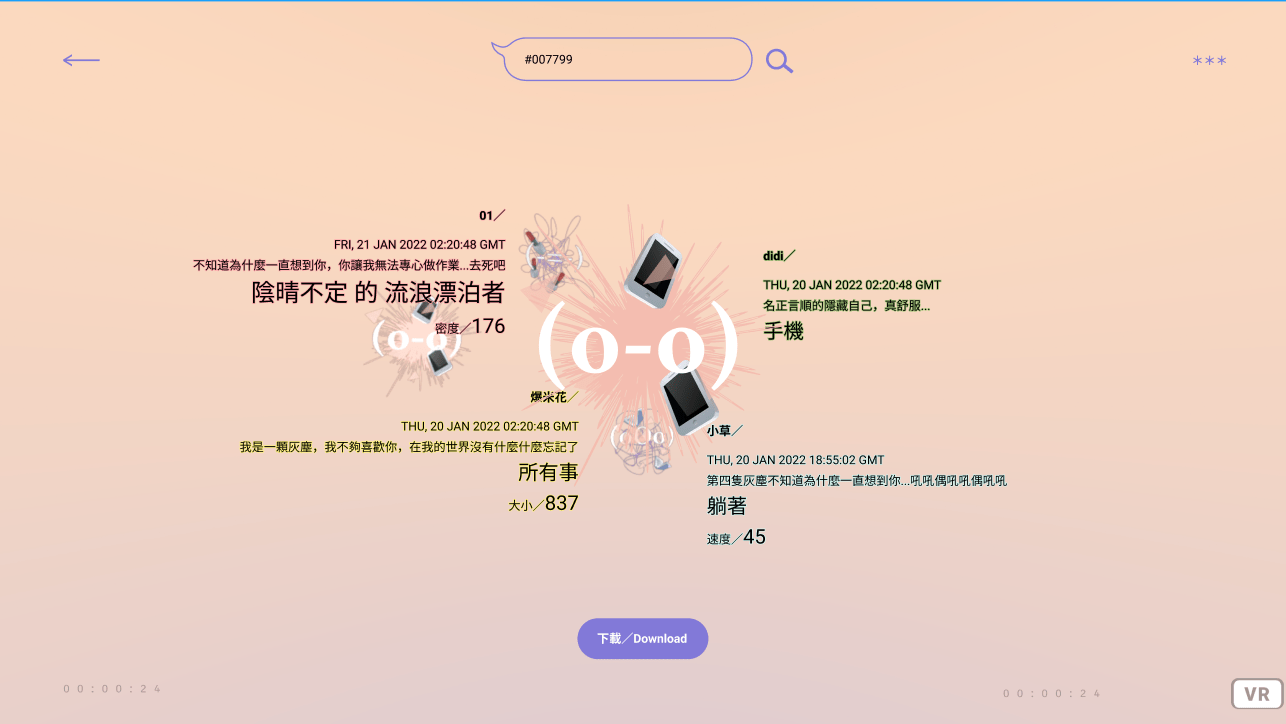 #007799
***
01／
FRI, 21 JAN 2022 02:20:48 GMT
不知道為什麼一直想到你，你讓我無法專心做作業...去死吧
陰晴不定 的 流浪漂泊者
密度／176
(o-o)
didi／
THU, 20 JAN 2022 02:20:48 GMT
名正言順的隱藏自己，真舒服...
手機
(o-o)
爆米花／
THU, 20 JAN 2022 02:20:48 GMT
我是一顆灰塵，我不夠喜歡你，在我的世界沒有什麼什麼忘記了
所有事
大小／837
小草／
THU, 20 JAN 2022 18:55:02 GMT
第四隻灰塵不知道為什麼一直想到你...吼吼偶吼吼偶吼吼
躺著
速度／45
下載／Download
00:00:24
00:00:24
VR